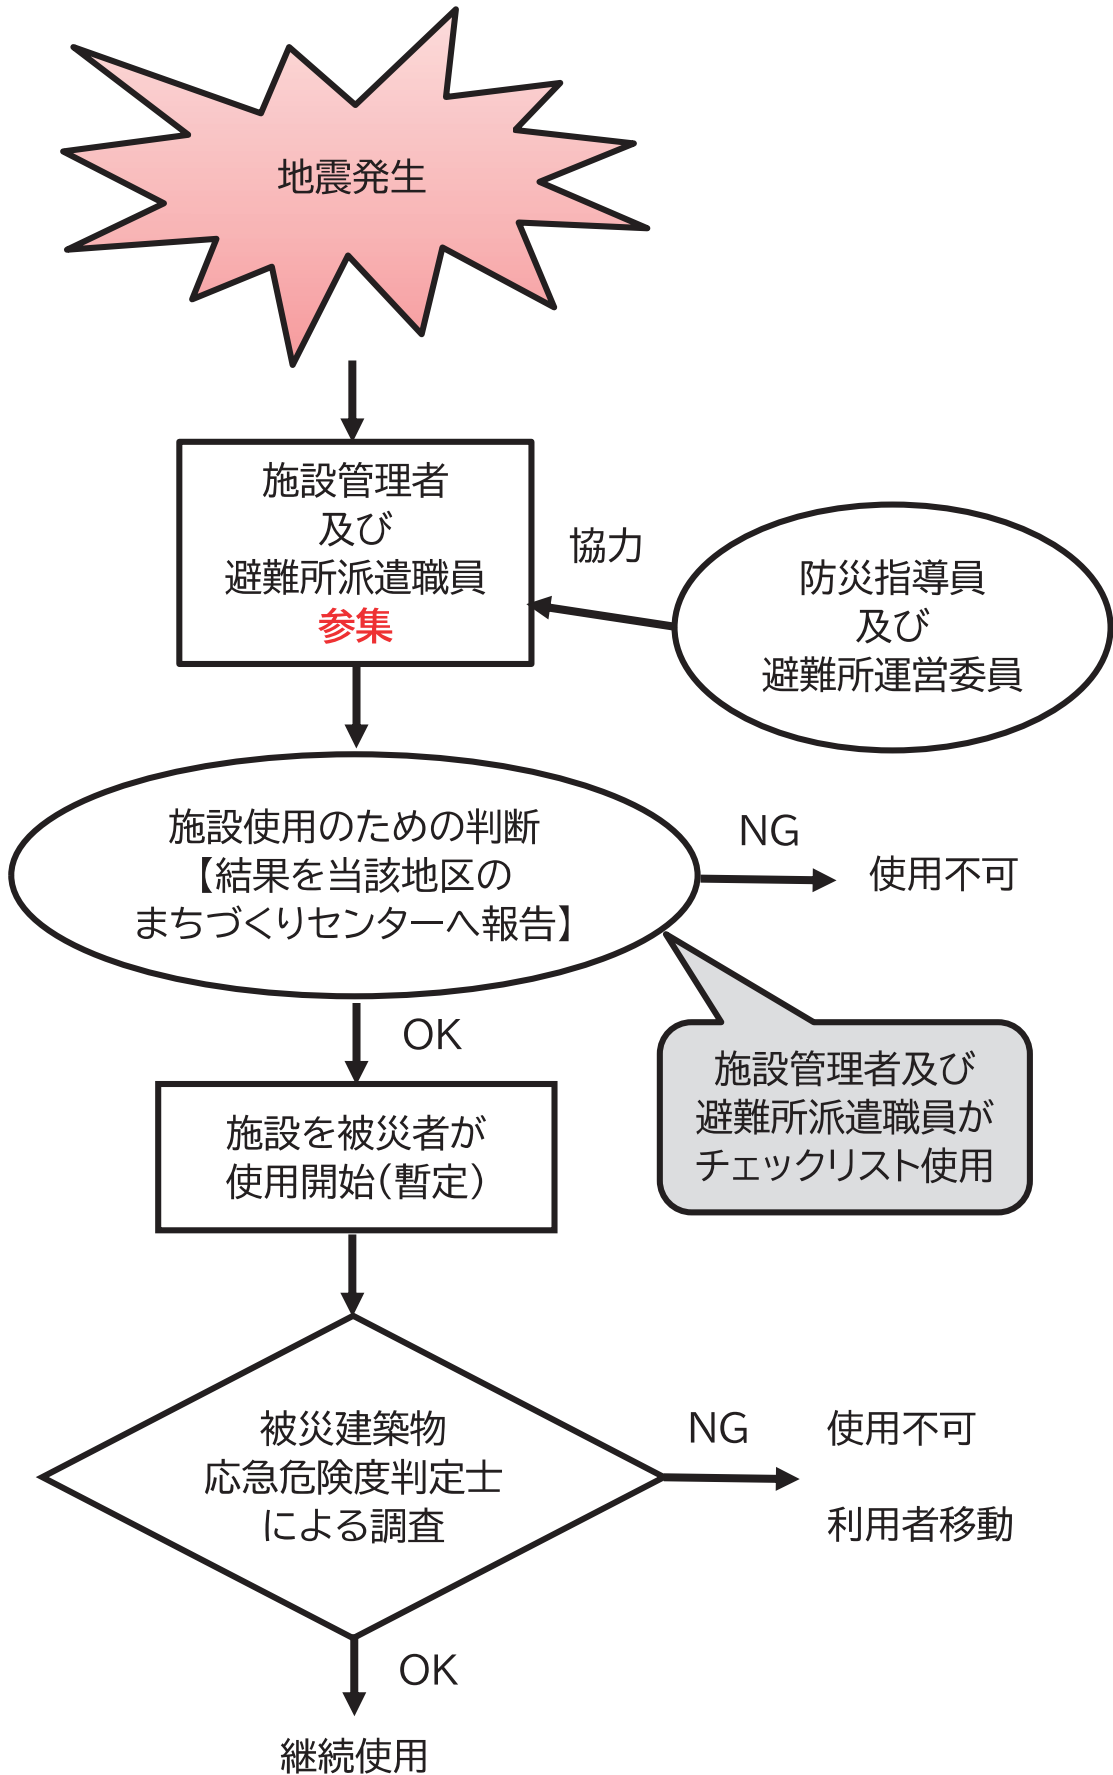 地震発生
施設管理者
及び
避難所派遣職員
参集
協力
防災指導員
及び
避難所運営委員
施設使用のための判断
【結果を当該地区の
まちづくりセンターへ報告】
NG
使用不可
施設管理者及び
避難所派遣職員が
チェックリスト使用
OK
施設を被災者が
使用開始(暫定)
被災建築物
応急危険度判定士
による調査
NG
使用不可
利用者移動
OK
継続使用